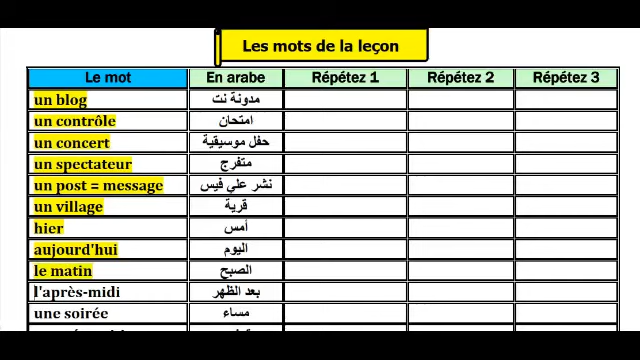 Les mots de la leçon
Le mot En arabe Répétez 1 Répétez 2 Répétez 3
un blog مدونة نت
un contrôle امتحان
un concert حفل موسيقية
un spectateur متفرج
un post = message نشر علي فيس
un village قرية
hier أمس
aujourd'hui اليوم
le matin الصبح
l'après-midi بعد الظهر
une soirée مساء